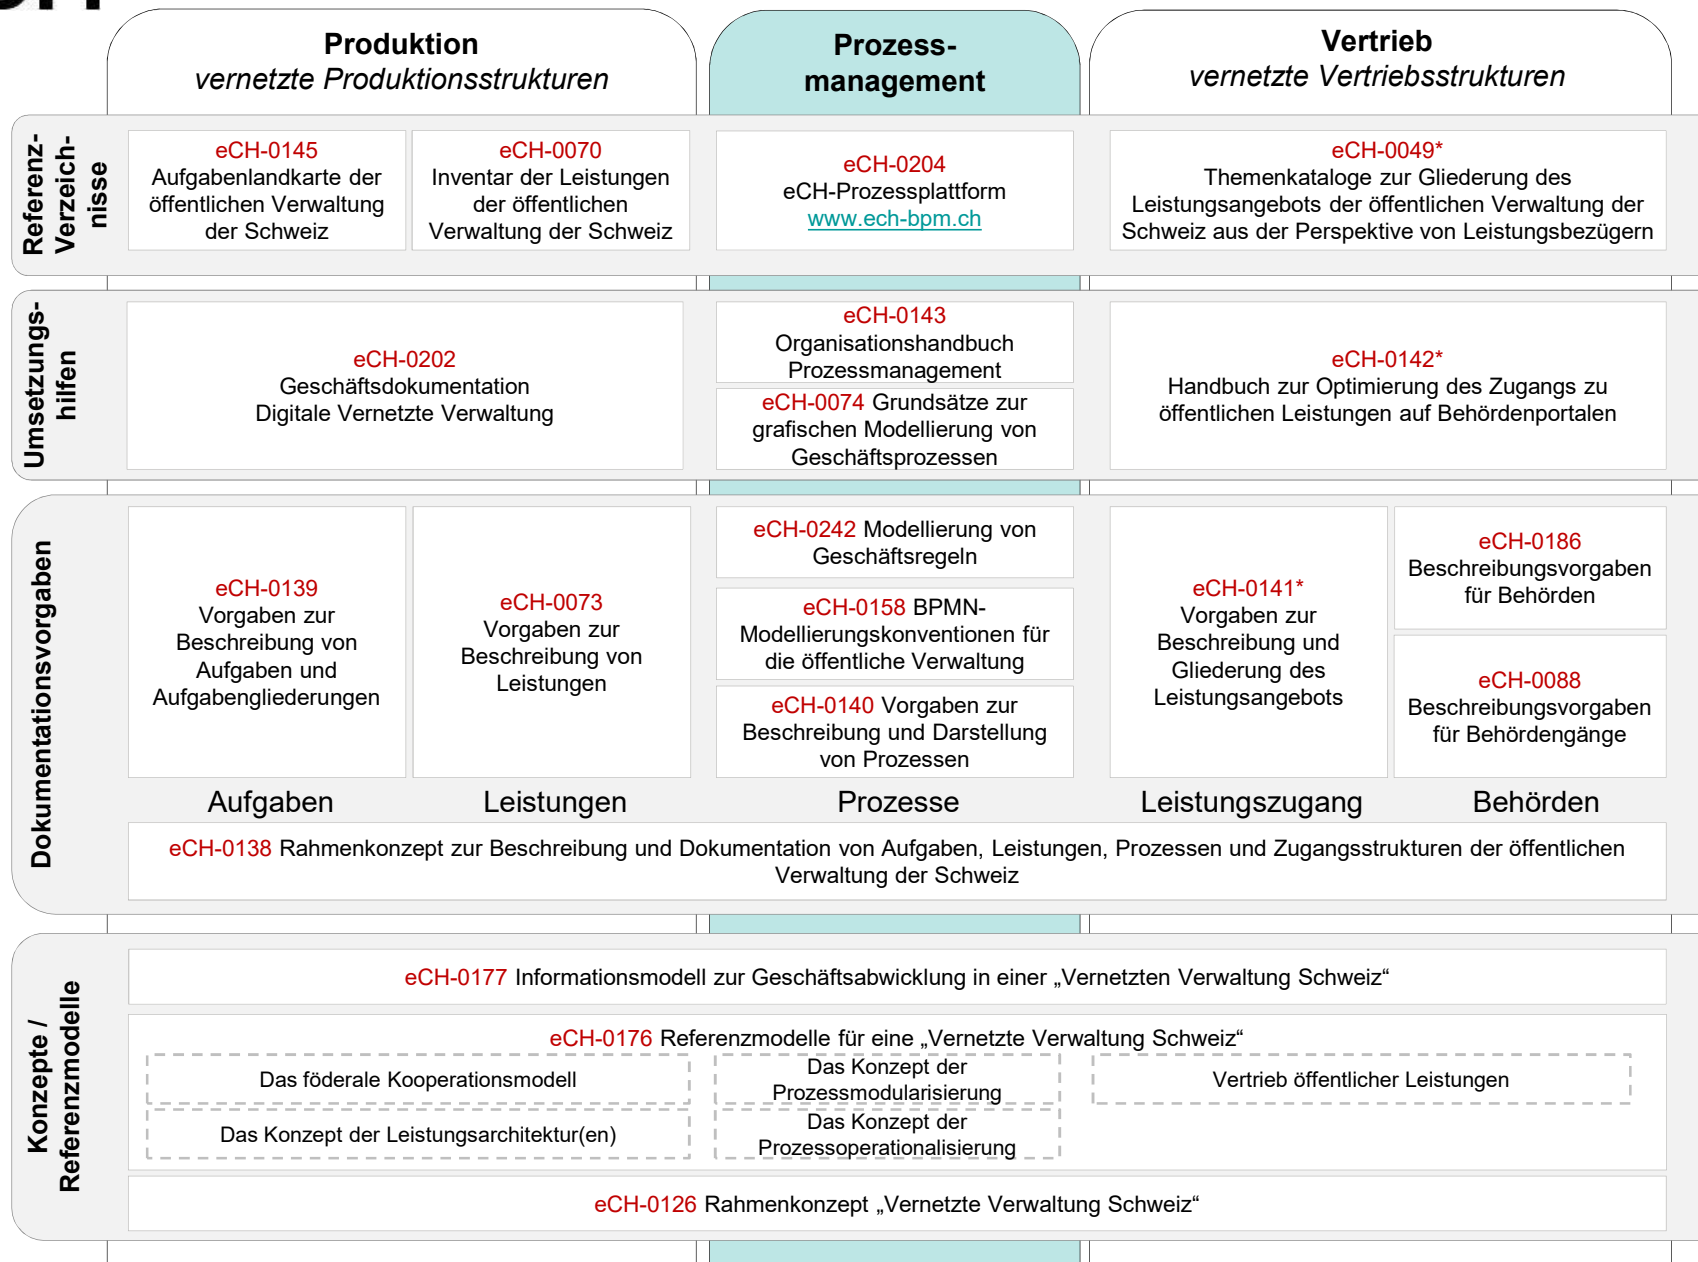 Produktion
vernetzte Produktionsstrukturen
Prozess-
management
Vertrieb
vernetzte Vertriebsstrukturen
Referenz-
Verzeich-
nisse
eCH-0145
Aufgabenlandkarte der
öffentlichen Verwaltung
der Schweiz
eCH-0070
Inventar der Leistungen
der öffentlichen
Verwaltung der Schweiz
eCH-0204
eCH-Prozessplattform
www.ech-bpm.ch
eCH-0049*
Themenkataloge zur Gliederung des
Leistungsangebots der öffentlichen Verwaltung der
Schweiz aus der Perspektive von Leistungsbezügern
Umsetzungs-
hilfen
eCH-0202
Geschäftsdokumentation
Digitale Vernetzte Verwaltung
eCH-0143
Organisationshandbuch
Prozessmanagement
eCH-0074 Grundsätze zur
grafischen Modellierung von
Geschäftsprozessen
eCH-0142*
Handbuch zur Optimierung des Zugangs zu
öffentlichen Leistungen auf Behördenportalen
Dokumentationsvorgaben
eCH-0139
Vorgaben zur
Beschreibung von
Aufgaben und
Aufgabengliederungen
eCH-0073
Vorgaben zur
Beschreibung von
Leistungen
eCH-0242 Modellierung von
Geschäftsregeln
eCH-0158 BPMN-
Modellierungskonventionen für
die öffentliche Verwaltung
eCH-0140 Vorgaben zur
Beschreibung und Darstellung
von Prozessen
eCH-0141*
Vorgaben zur
Beschreibung und
Gliederung des
Leistungsangebots
eCH-0186
Beschreibungsvorgaben
für Behörden
eCH-0088
Beschreibungsvorgaben
für Behördengänge
Aufgaben
Leistungen
Prozesse
Leistungszugang
Behörden
eCH-0138 Rahmenkonzept zur Beschreibung und Dokumentation von Aufgaben, Leistungen, Prozessen und Zugangsstrukturen der öffentlichen
Verwaltung der Schweiz
Konzepte /
Referenzmodelle
eCH-0177 Informationsmodell zur Geschäftsabwicklung in einer „Vernetzten Verwaltung Schweiz“
eCH-0176 Referenzmodelle für eine „Vernetzte Verwaltung Schweiz“
Das föderale Kooperationsmodell
Das Konzept der
Prozessmodularisierung
Vertrieb öffentlicher Leistungen
Das Konzept der Leistungsarchitektur(en)
Das Konzept der
Prozessoperationalisierung
eCH-0126 Rahmenkonzept „Vernetzte Verwaltung Schweiz“